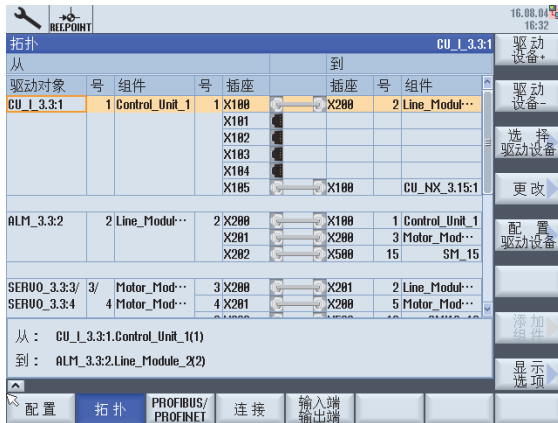 REF.POINT
16.08.04
16:32
拓扑 CU_I_3.3:1
从 到
驱动对象 号 组件 号 插座 插座 号 组件
CU_I_3.3:1 1 Control_Unit_1 1 X100 X200 2 Line_Modul···
X101
X102
X103
X104
X105 X100 CU_NX_3.15:1
ALM_3.3:2 2 Line_Modul··· 2 X200 X100 1 Control_Unit_1
X201 X200 3 Motor_Mod···
X202 X500 15 SM_15
SERVO_3.3:3/ 3/ Motor_Mod··· 3 X200 X201 2 Line_Modul···
SERVO_3.3:4 4 Motor_Mod··· 4 X201 X200 5 Motor_Mod···
从： CU_I_3.3:1.Control_Unit_1(1)
到： ALM_3.3:2.Line_Module_2(2)
驱动
设备+
驱动
设备-
选择
驱动设备
更改
配置
驱动设备
添加
组件
显示
选项
配置
拓扑
PROFIBUS/
PROFINET
连接
输入端
输出端